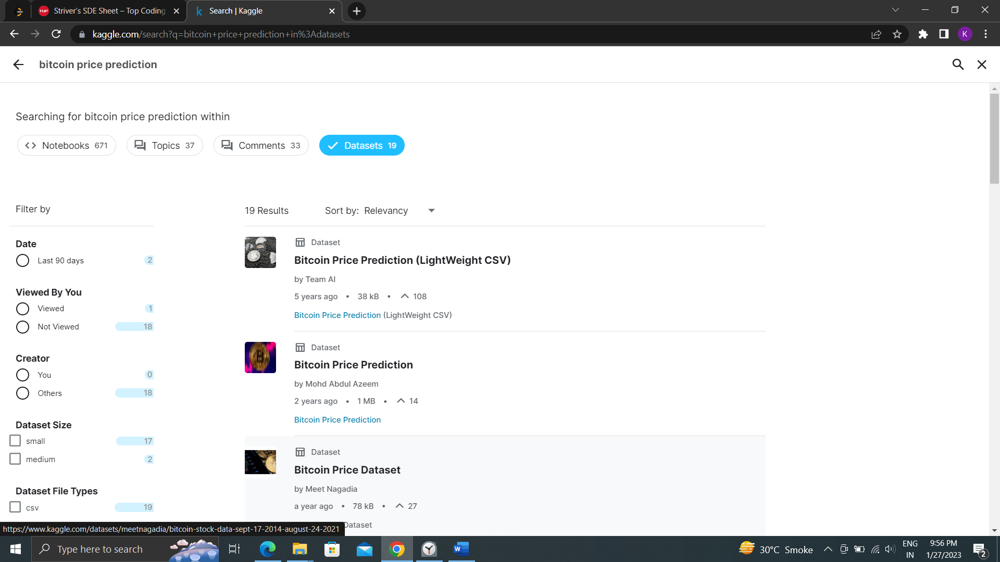 Striver's SDE Sheet – Top Coding
Search | Kaggle
kaggle.com/search?q=bitcoin+price+prediction+in%3Adatasets
K
bitcoin price prediction
Searching for bitcoin price prediction within
Notebooks 671
Topics 37
Comments 33
Datasets 19
Filter by
19 Results
Sort by: Relevancy
Date
Last 90 days 2
Viewed By You
Viewed 1
Not Viewed 18
Creator
You 0
Others 18
Dataset Size
small 17
medium 2
Dataset File Types
csv 19
Dataset
Bitcoin Price Prediction (LightWeight CSV)
by Team AI
5 years ago • 38 kB • 108
Bitcoin Price Prediction (LightWeight CSV)
Dataset
Bitcoin Price Prediction
by Mohd Abdul Azeem
2 years ago • 1 MB • 14
Bitcoin Price Prediction
Dataset
Bitcoin Price Dataset
by Meet Nagadia
a year ago • 78 kB • 27
Dataset
https://www.kaggle.com/datasets/meetnagadia/bitcoin-stock-data-sept-17-2014-august-24-2021
Type here to search
30°C Smoke
ENG
IN
9:56 PM
1/27/2023
2